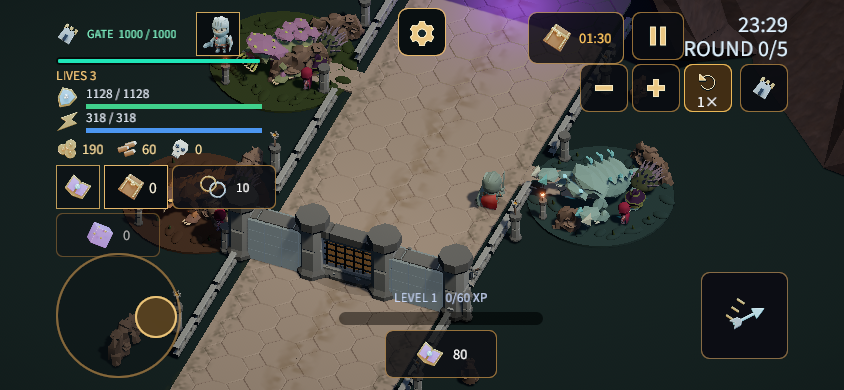 GATE 1000 / 1000
LIVES 3
1128 / 1128
318 / 318
190 60 0
0 10
0
01:30
23:29
ROUND 0/5
1×
LEVEL 1 0/60 XP
80